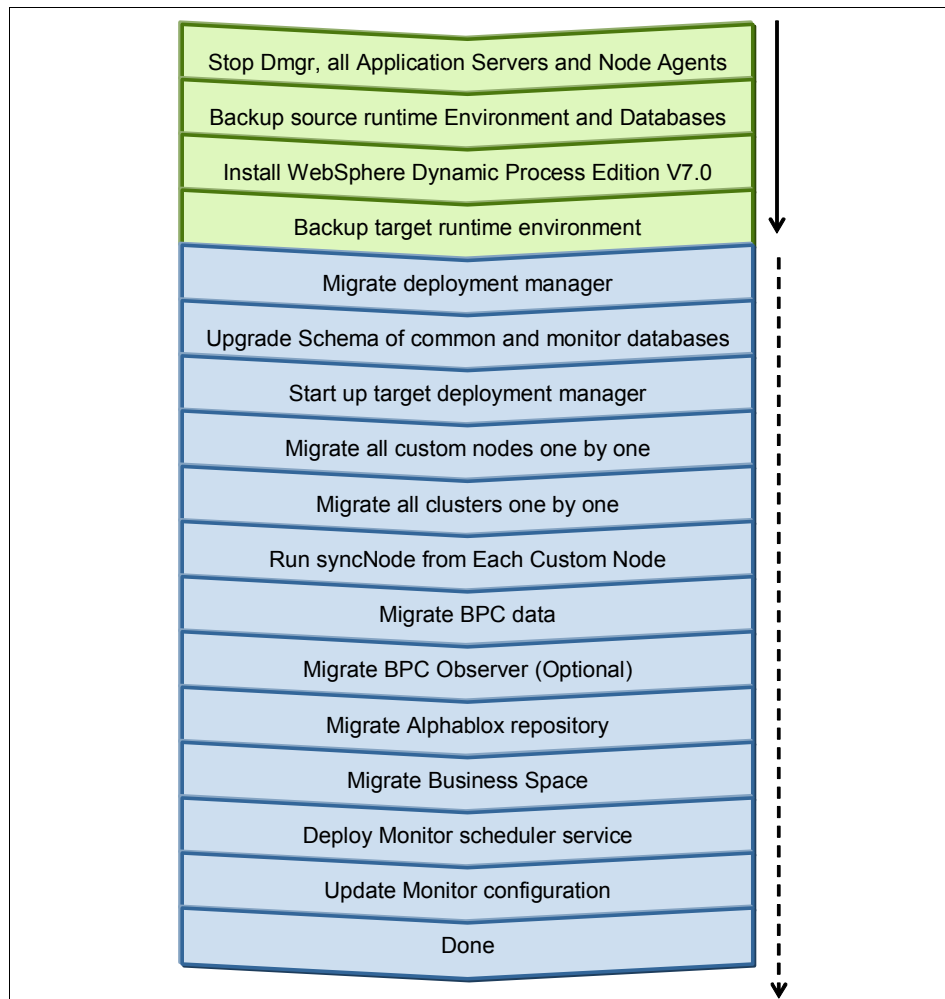 Stop Dmgr, all Application Servers and Node Agents
Backup source runtime Environment and Databases
Install WebSphere Dynamic Process Edition V7.0
Backup target runtime environment
Migrate deployment manager
Upgrade Schema of common and monitor databases
Start up target deployment manager
Migrate all custom nodes one by one
Migrate all clusters one by one
Run syncNode from Each Custom Node
Migrate BPC data
Migrate BPC Observer (Optional)
Migrate Alphablox repository
Migrate Business Space
Deploy Monitor scheduler service
Update Monitor configuration
Done